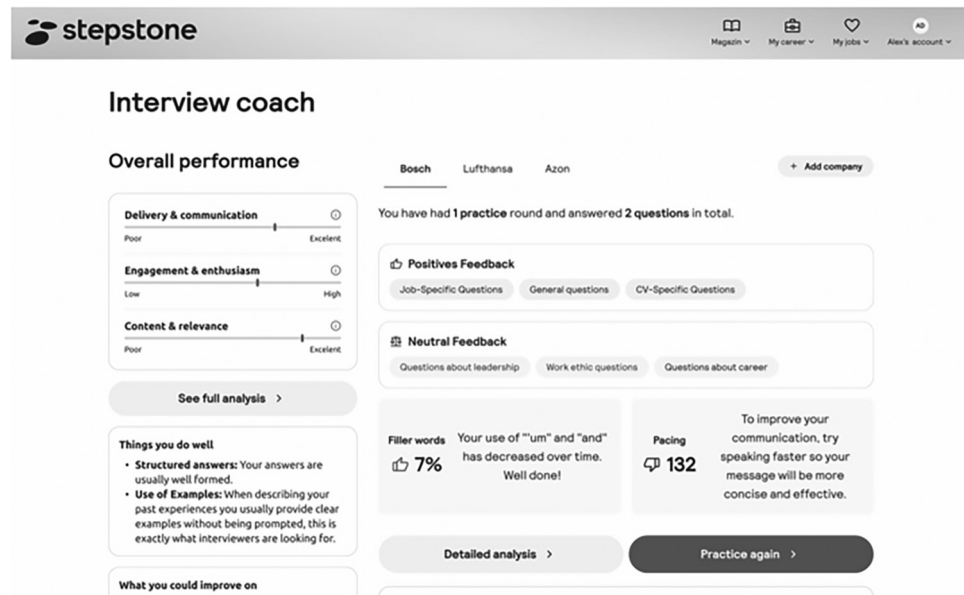 stepstone
Magazin
My career
My jobs
AD
Alex's account
Interview coach
Overall performance
Delivery & communication
Poor
Excelent
Engagement & enthusiasm
Low
High
Content & relevance
Poor
Excelent
See full analysis >
Things you do well
• Structured answers: Your answers are
usually well formed.
• Use of Examples: When describing your
past experiences you usually provide clear
examples without being prompted, this is
exactly what interviewers are looking for.
What you could improve on
Bosch
Lufthansa
Azon
+ Add company
You have had 1 practice round and answered 2 questions in total.
Positives Feedback
Job-Specific Questions
General questions
CV-Specific Questions
Neutral Feedback
Questions about leadership
Work ethic questions
Questions about career
Filler words
7%
Your use of "'um" and "and"
has decreased over time.
Well done!
Pacing
132
To improve your
communication, try
speaking faster so your
message will be more
concise and effective.
Detailed analysis >
Practice again >